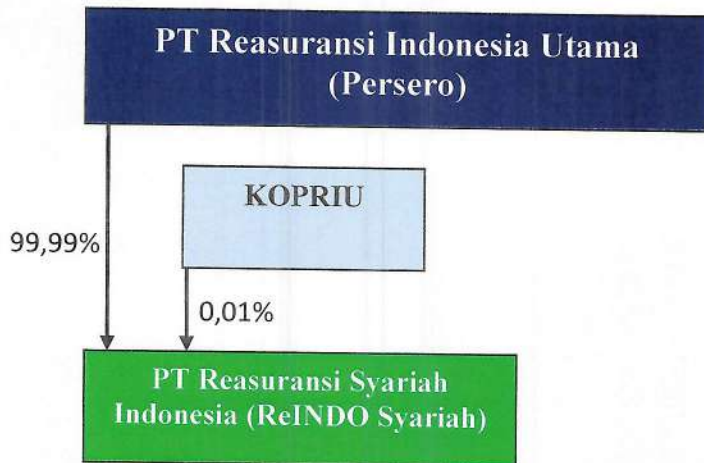 PT Reasuransi Indonesia Utama
(Persero)
KOPRIU
99,99%
0,01%
PT Reasuransi Syariah
Indonesia (ReINDO Syariah)